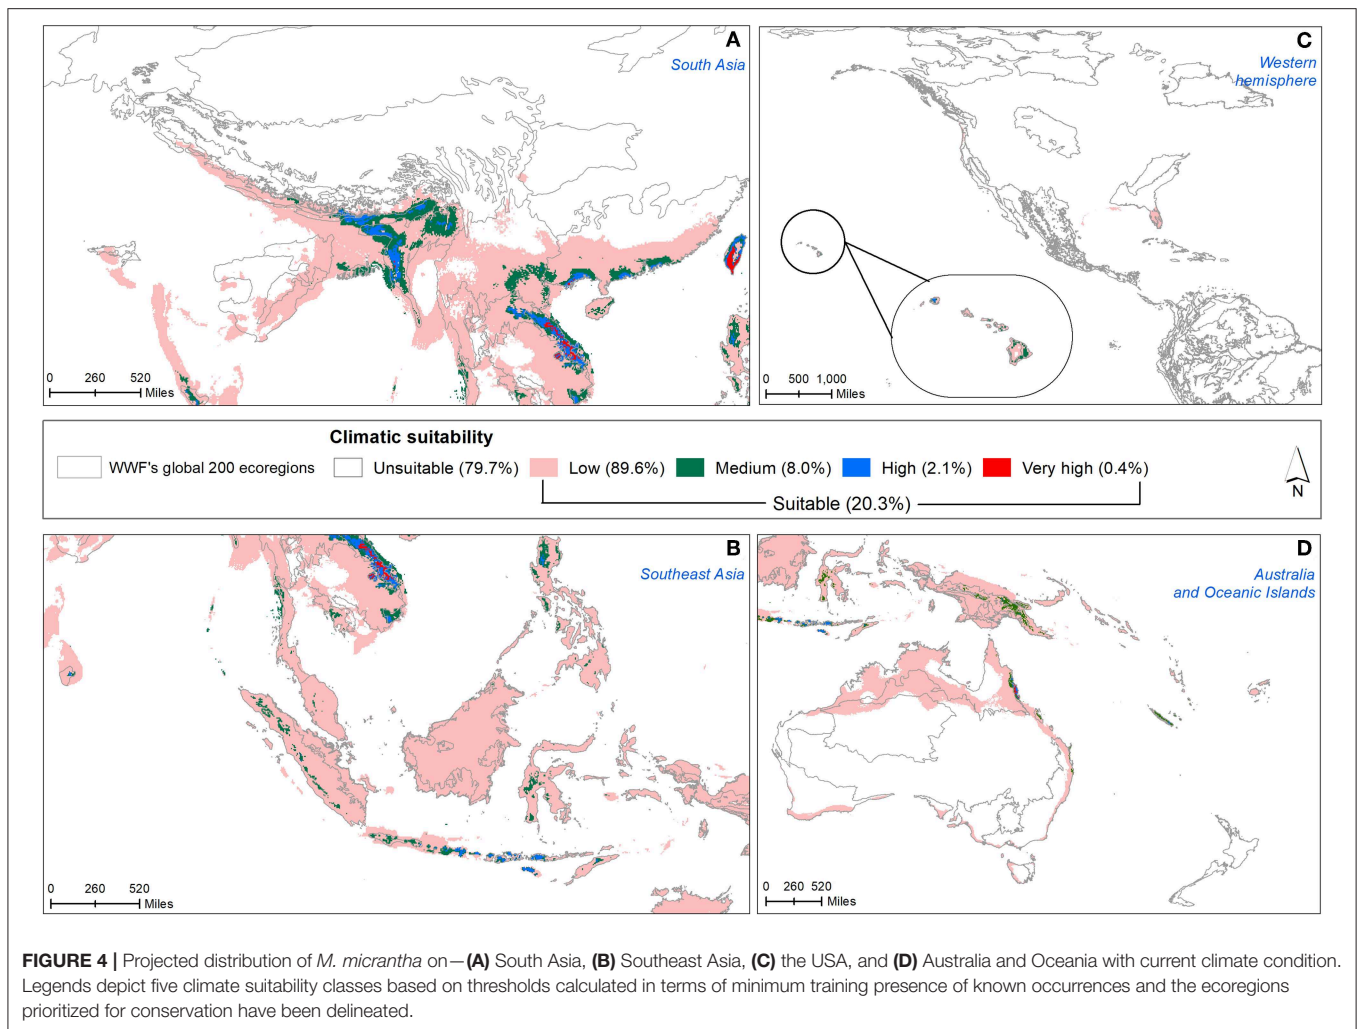 A
South Asia
0 260 520
Miles
C
Western
hemisphere
0 500 1,000
Miles
Climatic suitability
WWF's global 200 ecoregions
Unsuitable (79.7%)
Low (89.6%)
Medium (8.0%)
High (2.1%)
Very high (0.4%)
Suitable (20.3%)
N
B
Southeast Asia
0 260 520
Miles
D
Australia
and Oceanic Islands
0 260 520
Miles
FIGURE 4 | Projected distribution of M. micrantha on—(A) South Asia, (B) Southeast Asia, (C) the USA, and (D) Australia and Oceania with current climate condition.
Legends depict five climate suitability classes based on thresholds calculated in terms of minimum training presence of known occurrences and the ecoregions
prioritized for conservation have been delineated.